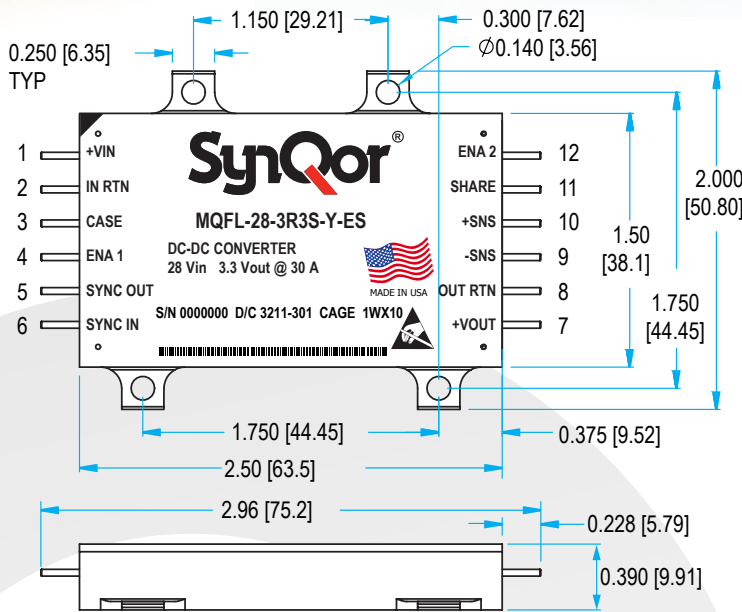 1.150 [29.21]
0.300 [7.62]
0.250 [6.35]
TYP
Ø0.140 [3.56]
SynQor®
1 +VIN
2 IN RTN
3 CASE
4 ENA 1
5 SYNC OUT
6 SYNC IN
ENA 2 12
SHARE 11
+SNS 10
-SNS 9
OUT RTN 8
+VOUT 7
MQFL-28-3R3S-Y-ES
DC-DC CONVERTER
28 Vin 3.3 Vout @ 30 A
MADE IN USA
S/N 0000000 D/C 3211-301 CAGE 1WX10
2.000
[50.80]
1.50
[38.1]
1.750
[44.45]
1.750 [44.45]
0.375 [9.52]
2.50 [63.5]
2.96 [75.2]
0.228 [5.79]
0.390 [9.91]